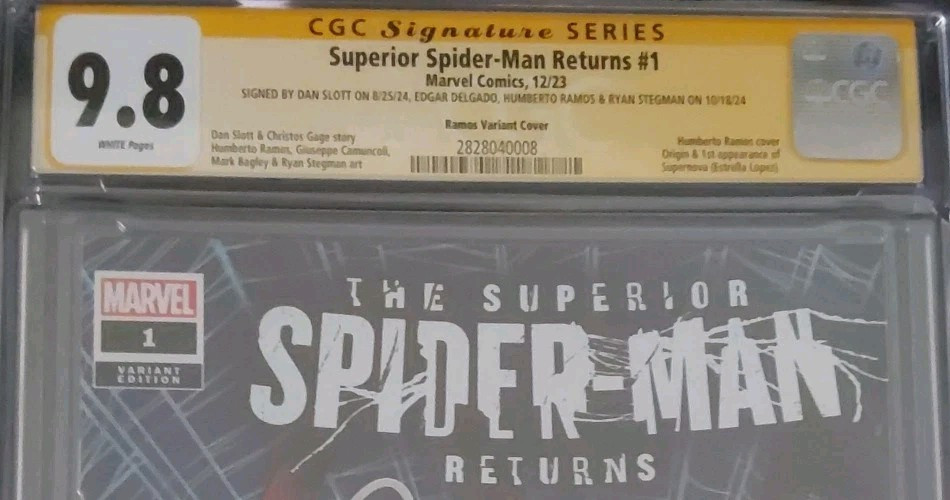 CGC Signature SERIES
9.8
WHITE Pages
Superior Spider-Man Returns #1
Marvel Comics, 12/23
SIGNED BY DAN SLOTT ON 8/25/24, EDGAR DELGADO, HUMBERTO RAMOS & RYAN STEGMAN ON 10/18/24
Ramos Variant Cover
2828040008
Dan Slott & Christos Gage story
Humberto Ramos, Giuseppe Camuncoli,
Mark Bagley & Ryan Stegman art
Humberto Ramos cover
Origin & 1st appearance of
Supernova (Estrella Lopez)
CGC
MARVEL
1
VARIANT
EDITION
THE SUPERIOR
SPIDER-MAN
RETURNS